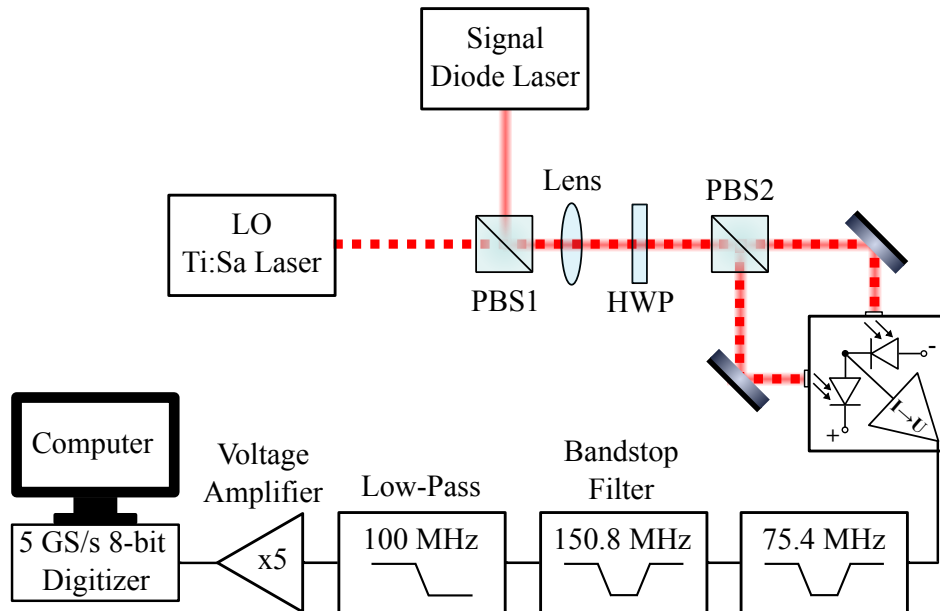 Signal
Diode Laser
LO
Ti:Sa Laser
PBS1
Lens
HWP
PBS2
-
+
I→U
Computer
5 GS/s 8-bit
Digitizer
Voltage
Amplifier
x5
Low-Pass
100 MHz
Bandstop
Filter
150.8 MHz
75.4 MHz